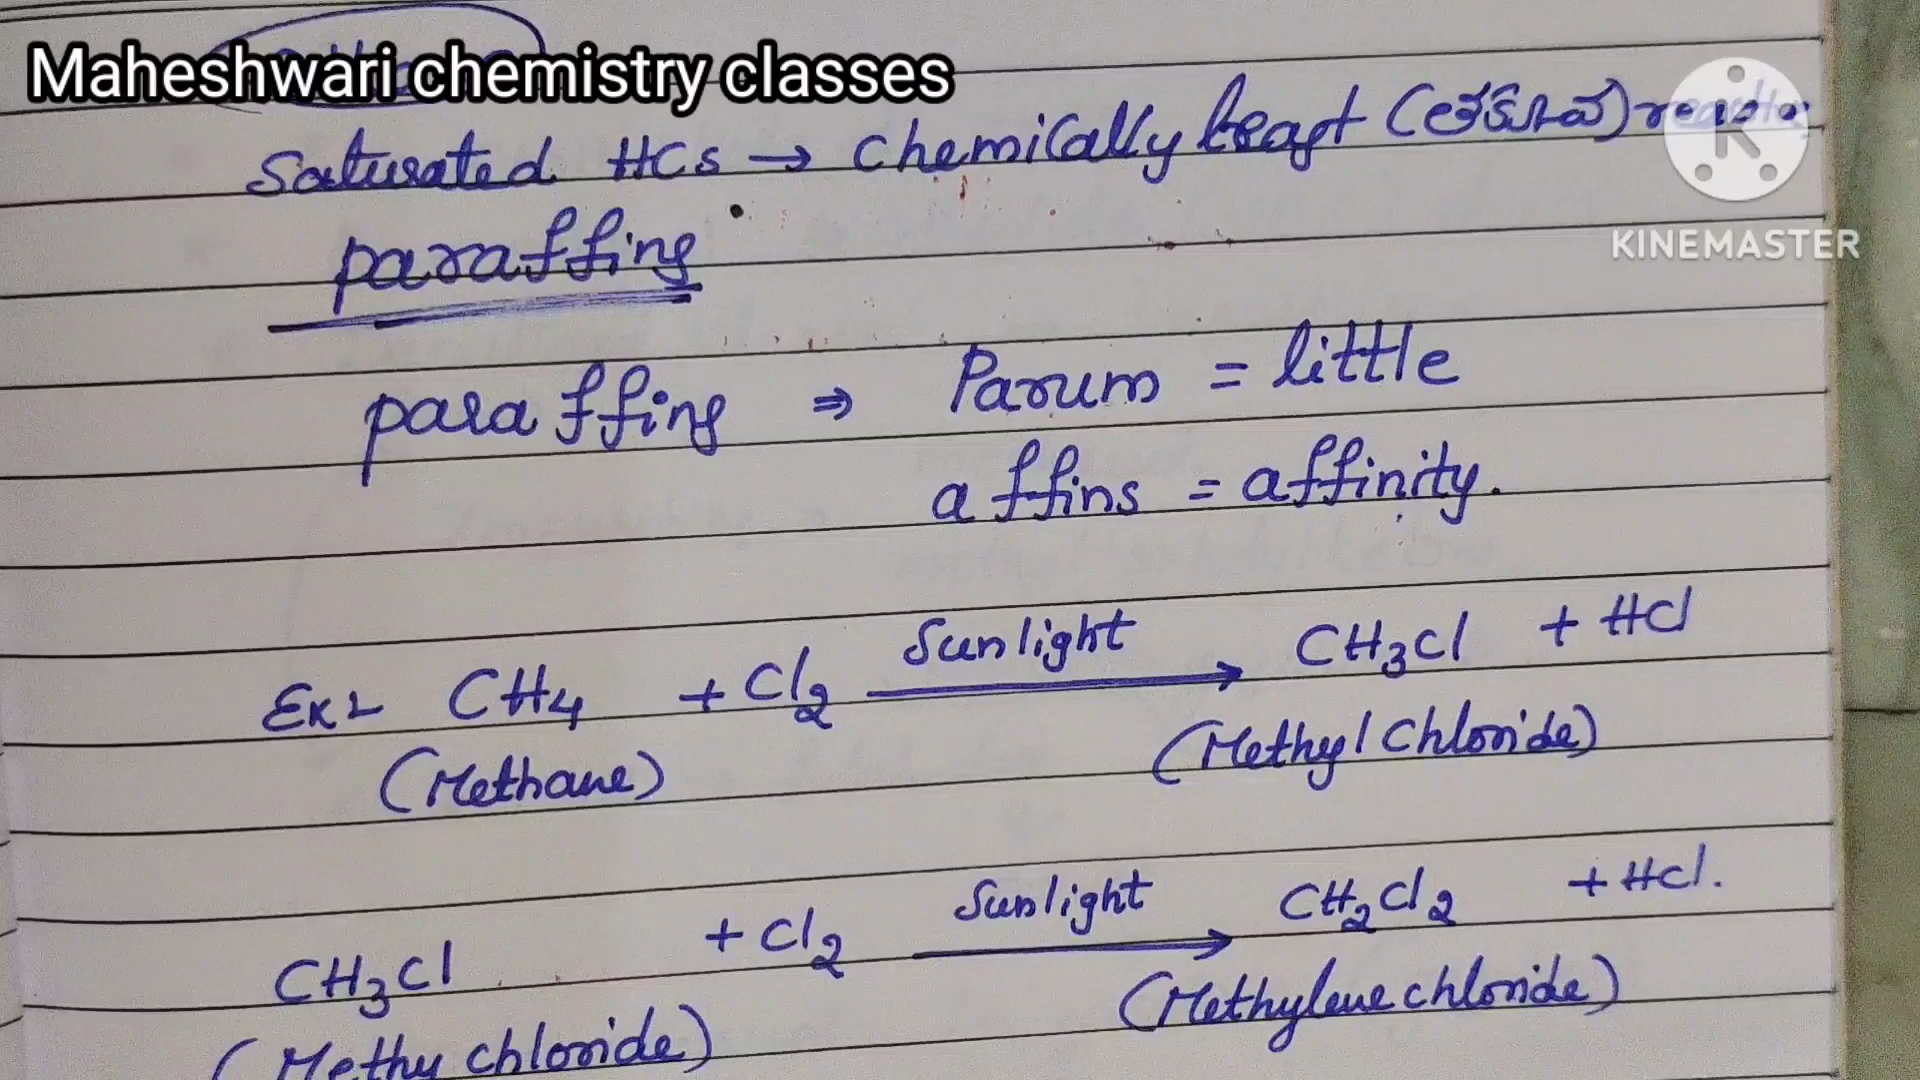 Maheshwari chemistry classes
Saturated HCs → Chemically least
KINEMASTER
paraffins
paraffins ⇒ Parum = little
affins = affinity.
Ex:- CH4 + Cl2 Sunlight → CH3Cl + HCl
(Methane) (Methyl Chloride)
CH3Cl + Cl2 Sunlight → CH2Cl2 + HCl.
(Methy chloride) (Methylene chloride)